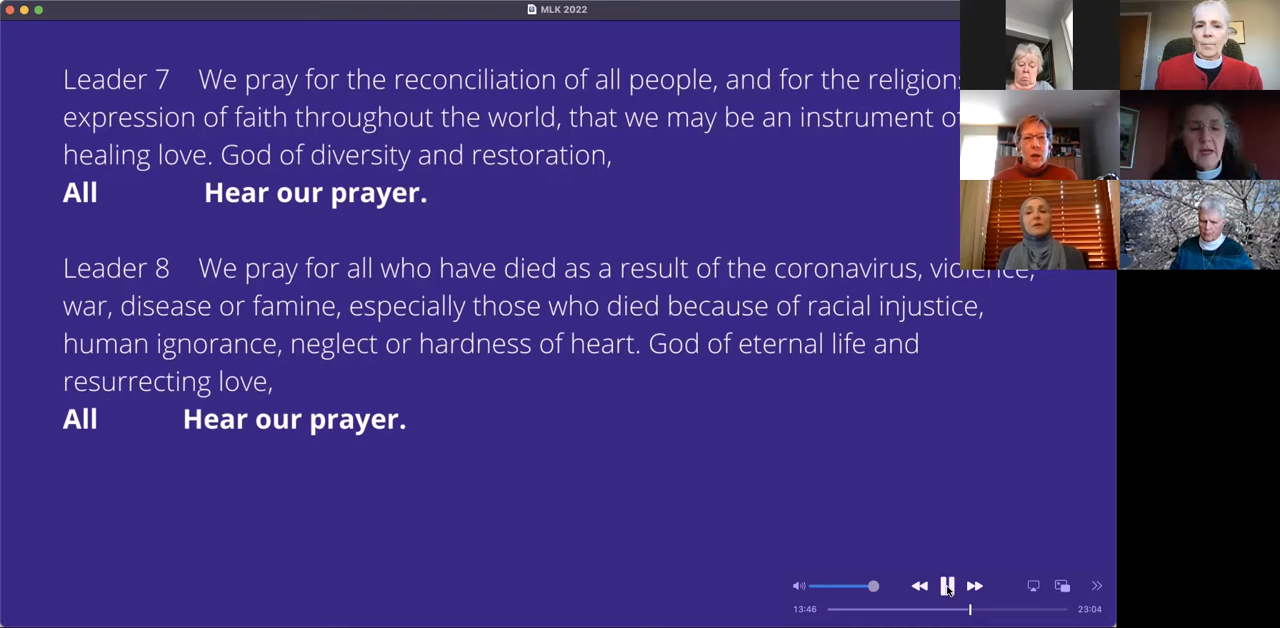 MLK 2022
Leader 7 We pray for the reconciliation of all people, and for the
expression of faith throughout the world, that we may be an instrument
healing love. God of diversity and restoration,
All Hear our prayer.
Leader 8 We pray for all who have died as a result of the coronavirus, violence,
war, disease or famine, especially those who died because of racial injustice,
human ignorance, neglect or hardness of heart. God of eternal life and
resurrecting love,
All Hear our prayer.
13:46
23:04